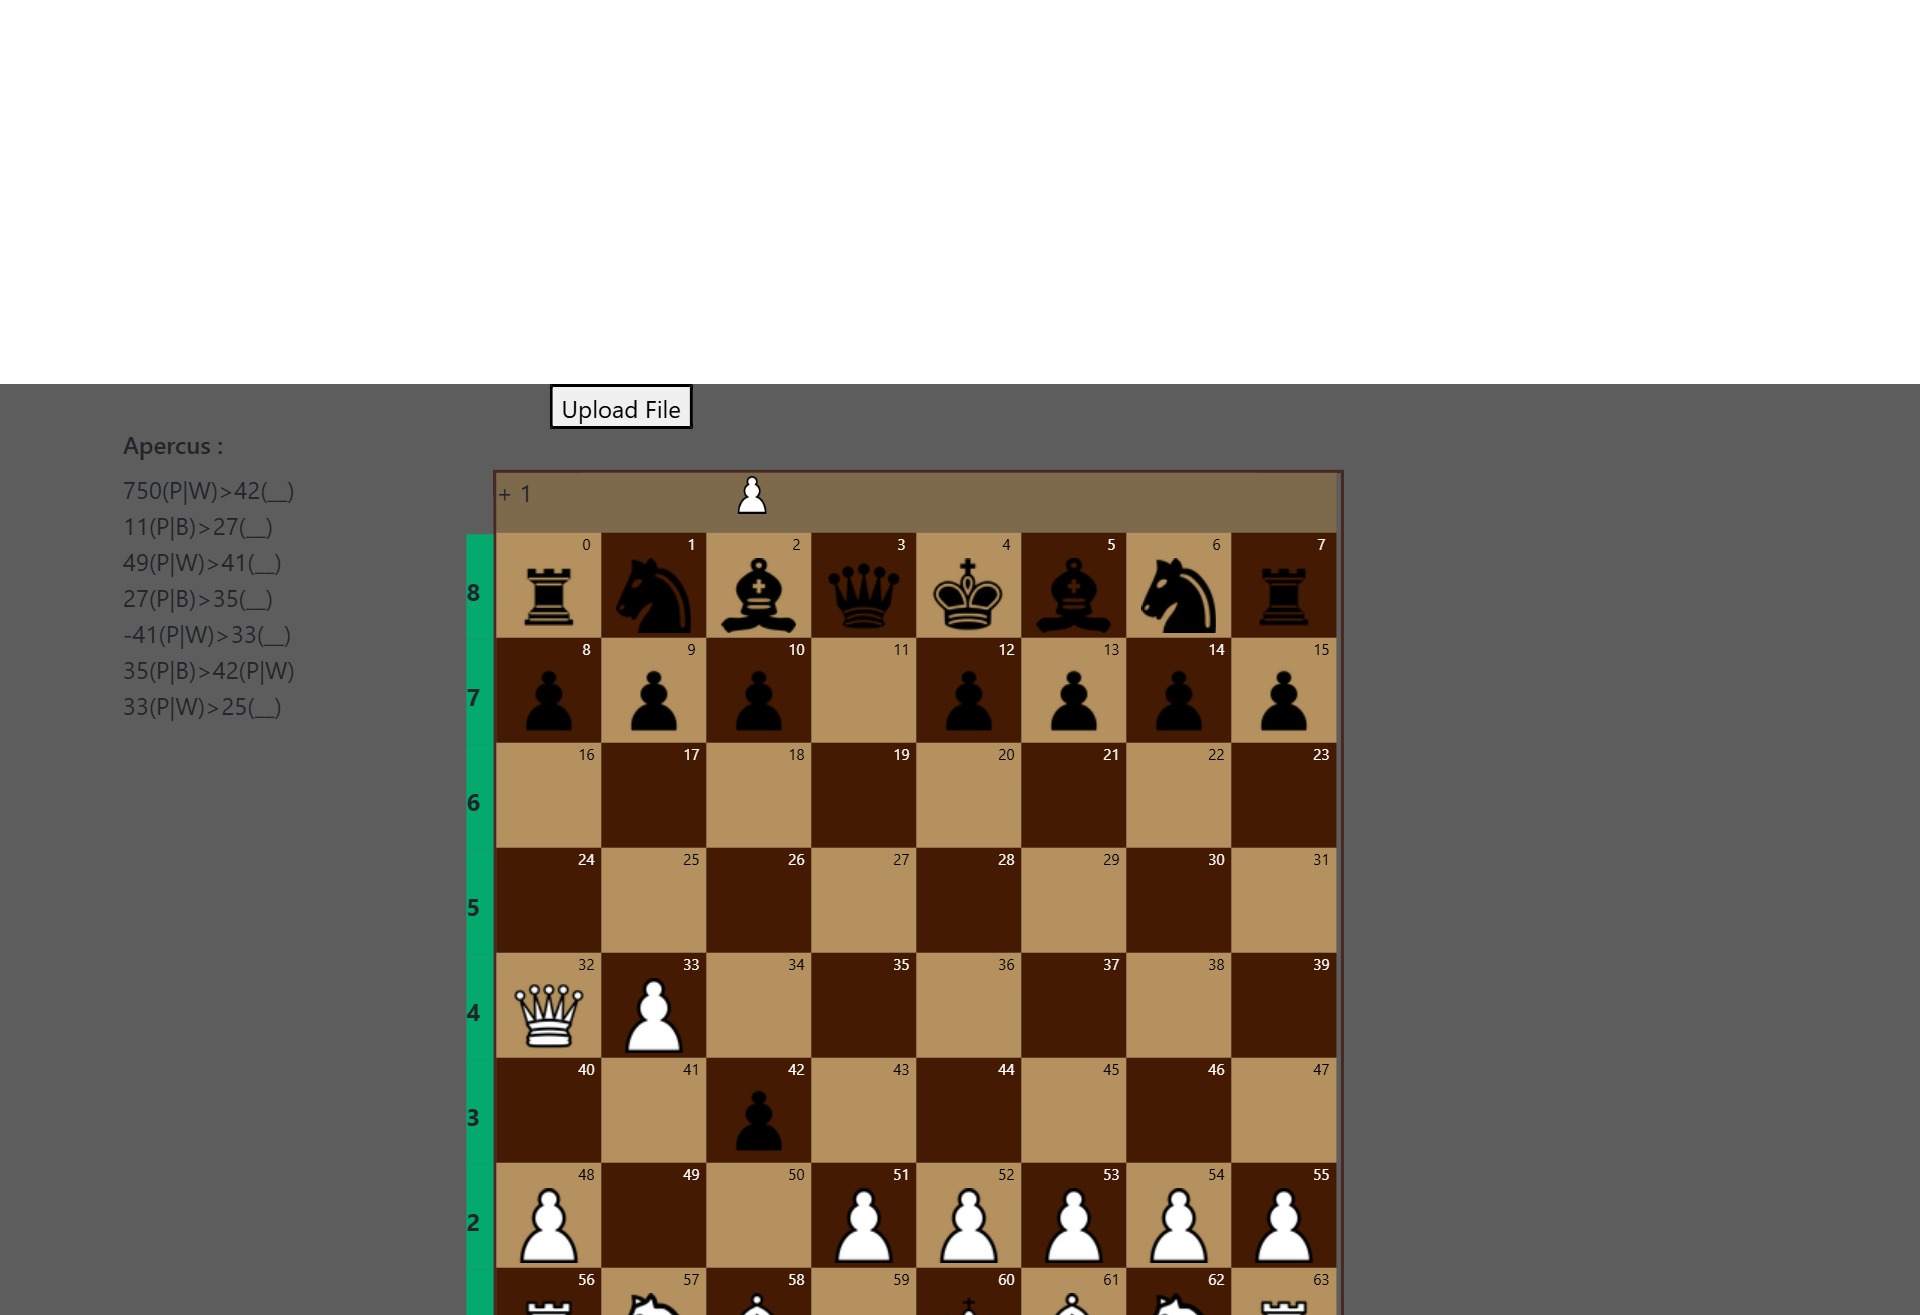 Upload File
Apercus :
750(P|W)>42(__)
11(P|B)>27(__)
49(P|W)>41(__)
27(P|B)>35(__)
-41(P|W)>33(__)
35(P|B)>42(P|W)
33(P|W)>25(__)
+ 1
0 1 2 3 4 5 6 7
8
8 9 10 11 12 13 14 15
7
16 17 18 19 20 21 22 23
6
24 25 26 27 28 29 30 31
5
32 33 34 35 36 37 38 39
4
40 41 42 43 44 45 46 47
3
48 49 50 51 52 53 54 55
2
56 57 58 59 60 61 62 63